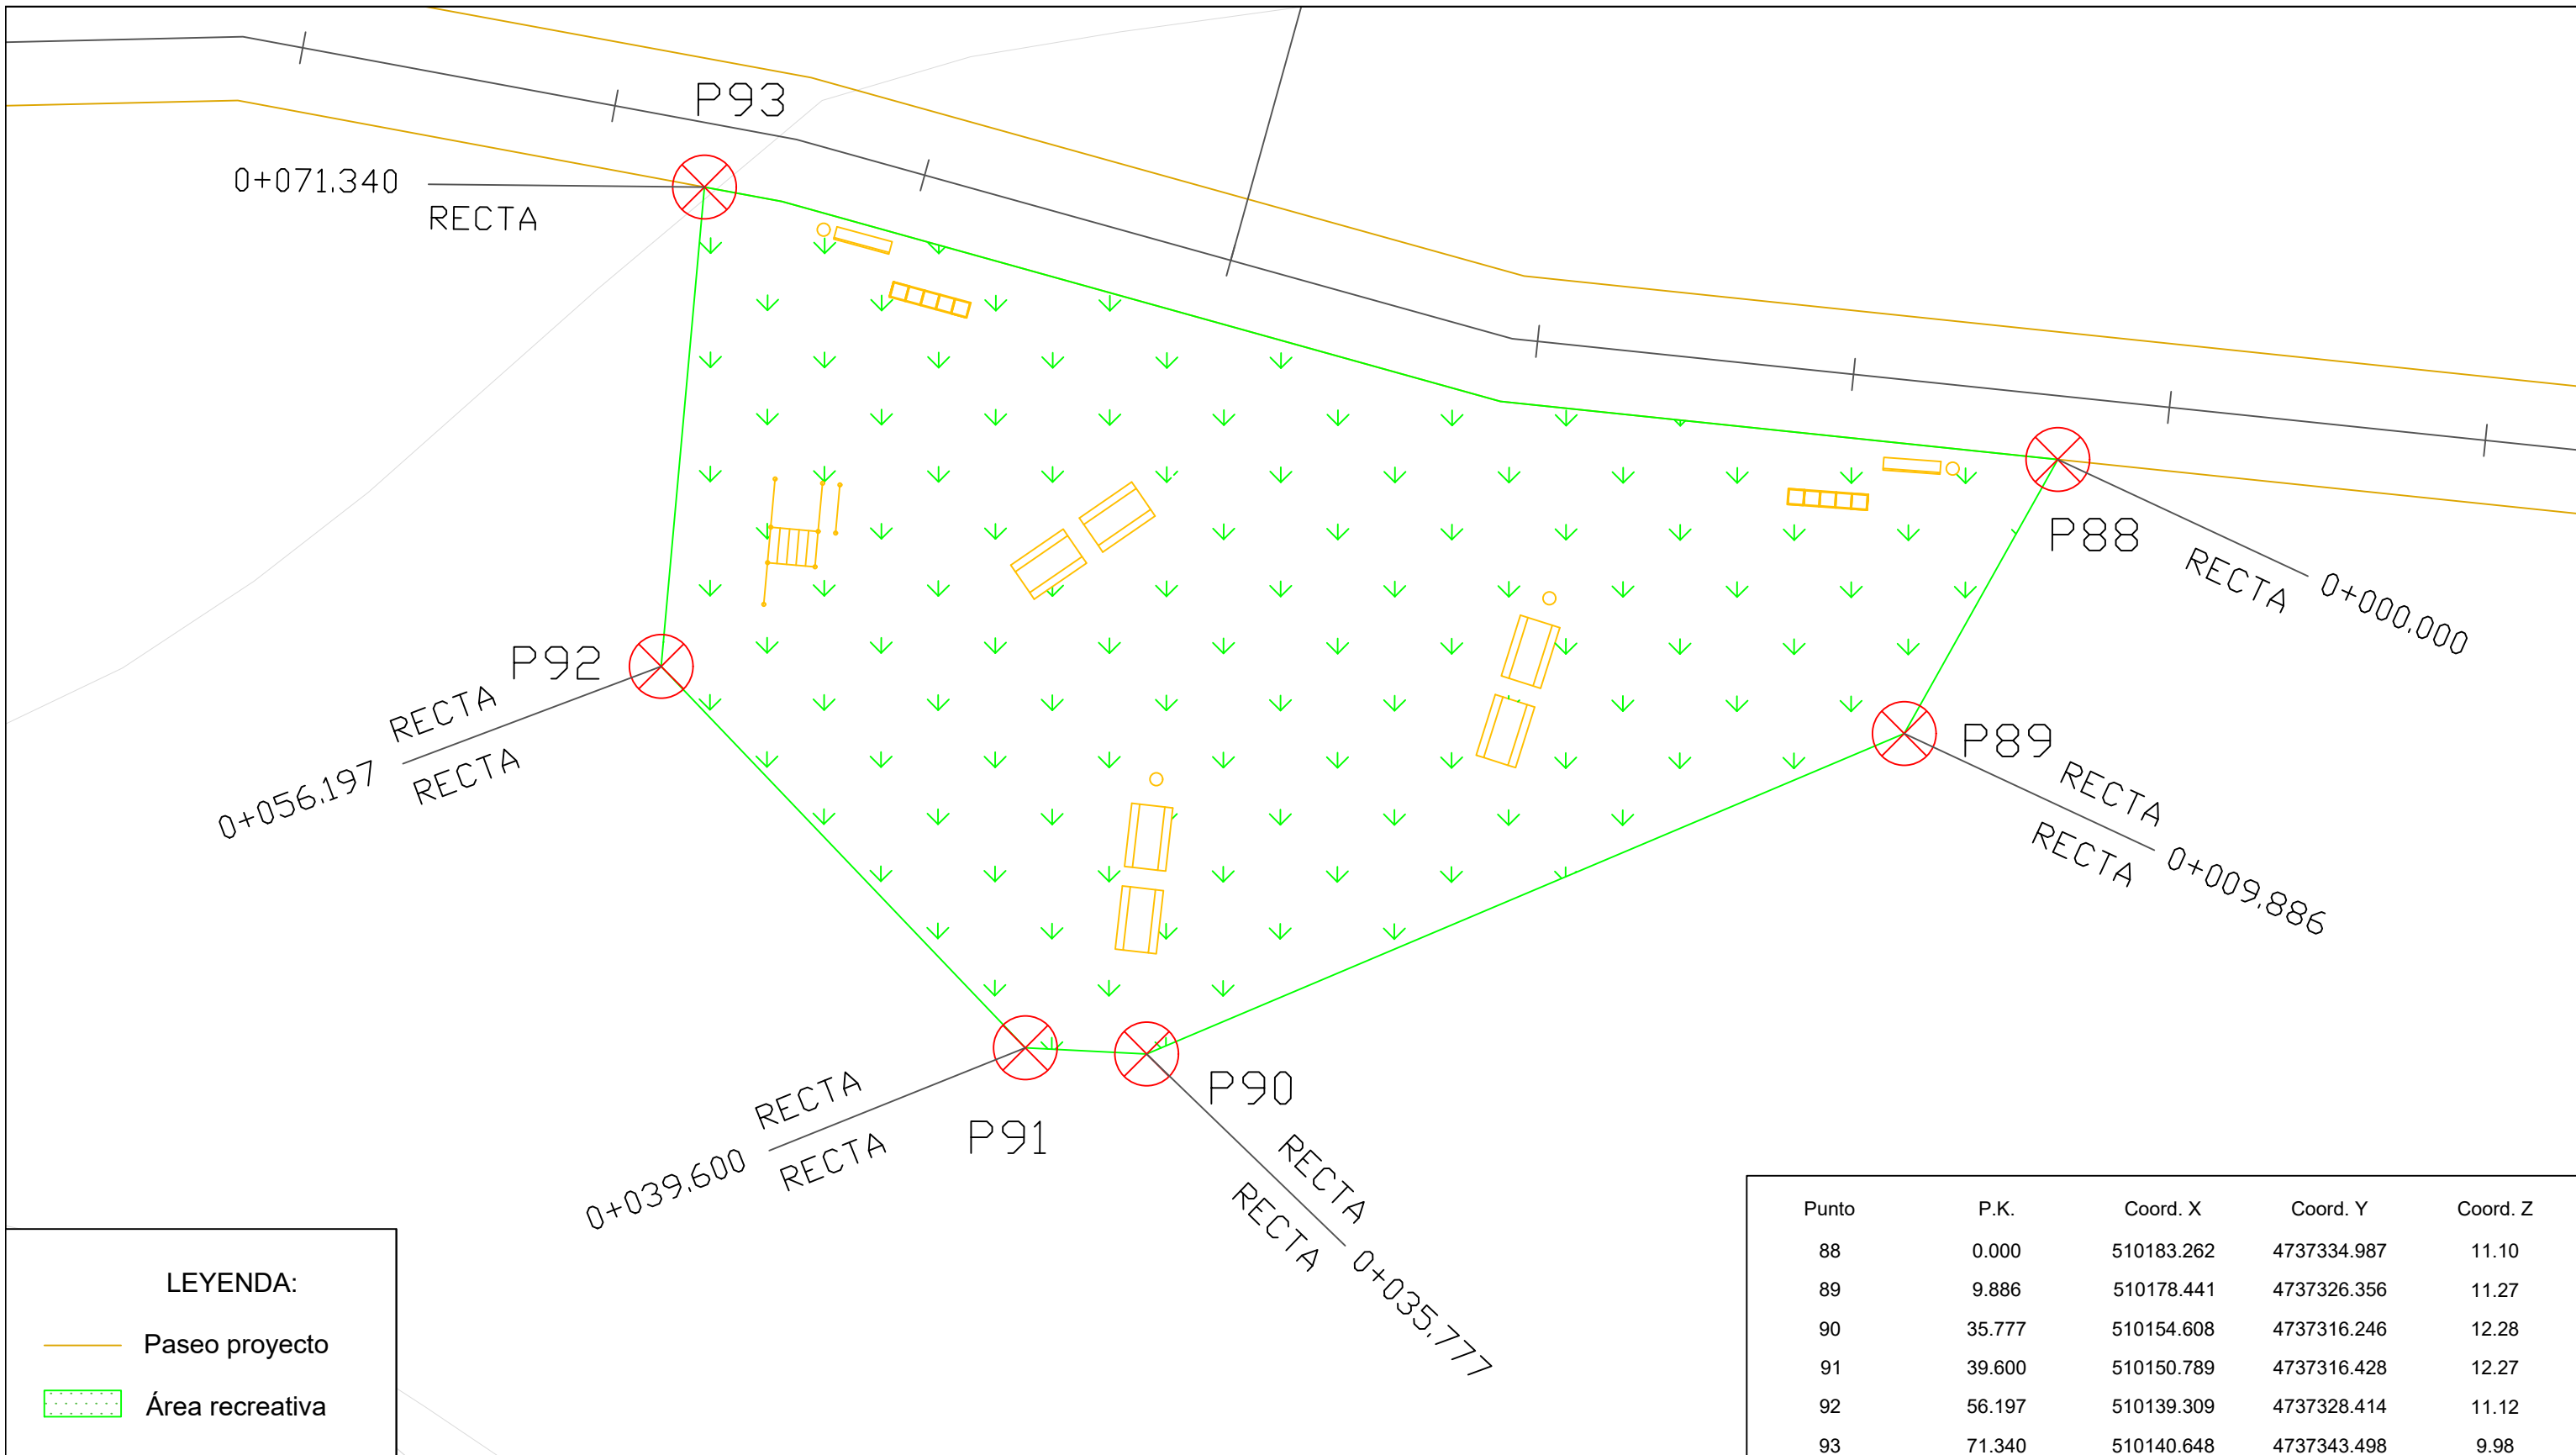 P93
0+071.340
RECTA
P88
RECTA
0+000.000
P92
RECTA
0+056.197
RECTA
P89
RECTA
RECTA
0+009.886
P90
RECTA
RECTA
0+035.777
P91
RECTA
0+039.600
RECTA
LEYENDA:
Paseo proyecto
Área recreativa
Punto P.K. Coord. X Coord. Y Coord. Z
88 0.000 510183.262 4737334.987 11.10
89 9.886 510178.441 4737326.356 11.27
90 35.777 510154.608 4737316.246 12.28
91 39.600 510150.789 4737316.428 12.27
92 56.197 510139.309 4737328.414 11.12
93 71.340 510140.648 4737343.498 9.98